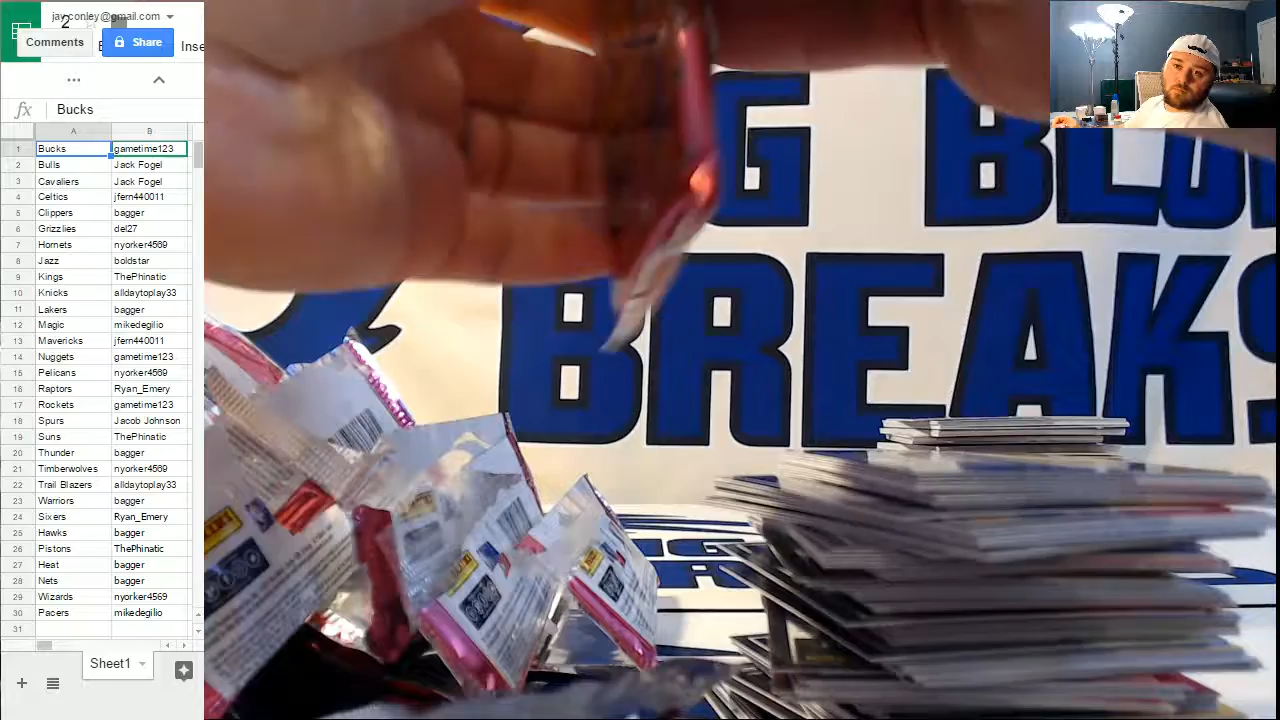 jay.conley@gmail.com
2
Comments
Share
Inse
fx Bucks
A B
1 Bucks gametime123
2 Bulls Jack Fogel
3 Cavaliers Jack Fogel
4 Celtics jfern440011
5 Clippers bagger
6 Grizzlies del27
7 Hornets nyorker4569
8 Jazz boldstar
9 Kings ThePhinatic
10 Knicks alldaytoplay33
11 Lakers bagger
12 Magic mikedegilio
13 Mavericks jfern440011
14 Nuggets gametime123
15 Pelicans nyorker4569
16 Raptors Ryan_Emery
17 Rockets gametime123
18 Spurs Jacob Johnson
19 Suns ThePhinatic
20 Thunder bagger
21 Timberwolves nyorker4569
22 Trail Blazers alldaytoplay33
23 Warriors bagger
24 Sixers Ryan_Emery
25 Hawks bagger
26 Pistons ThePhinatic
27 Heat bagger
28 Nets bagger
29 Wizards nyorker4569
30 Pacers mikedegilio
31
Sheet1
G BLU
BREAKS